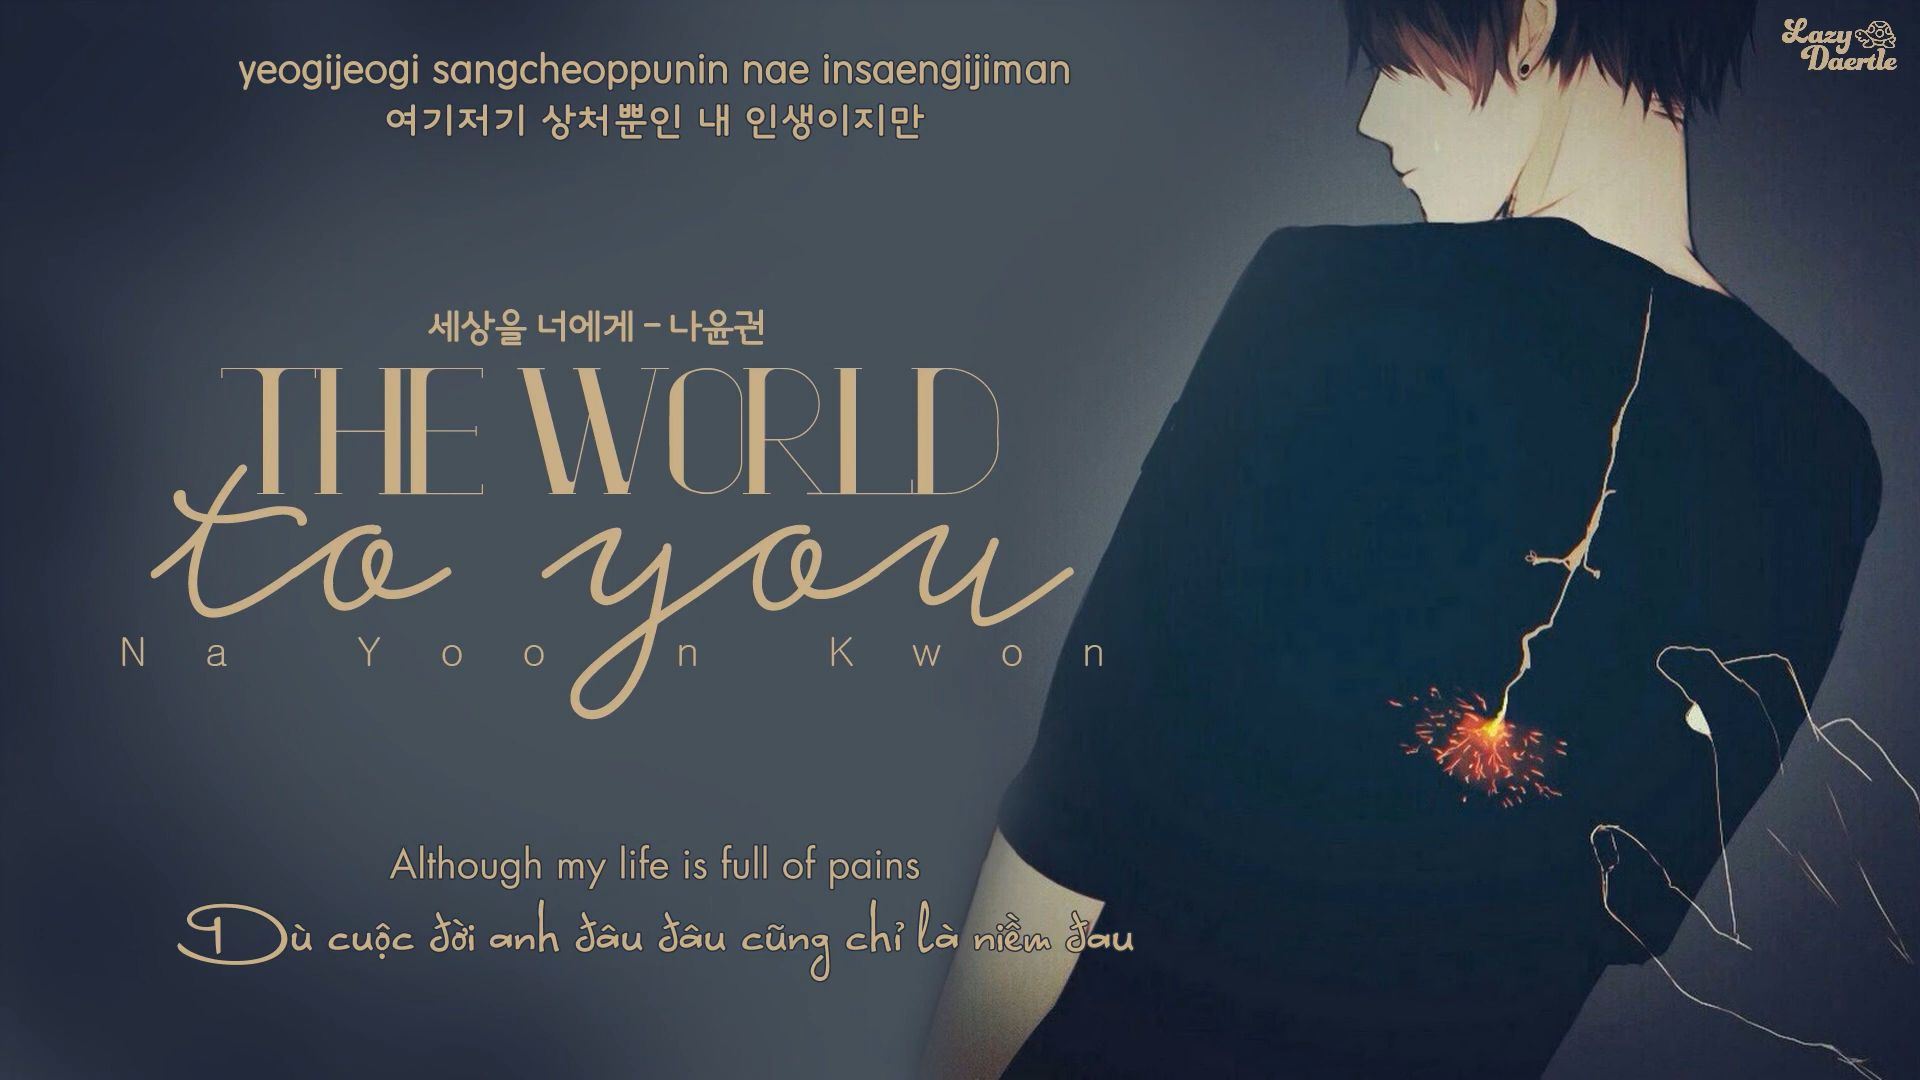 Lazy
Daertle
yeogijeogi sangcheoppunin nae insaengijiman
여기저기 상처뿐인 내 인생이지만
세상을 너에게 - 나윤권
THE WORLD
to you
Na Yoon Kwon
Although my life is full of pains
Dù cuộc đời anh đâu đâu cũng chỉ là niềm đau